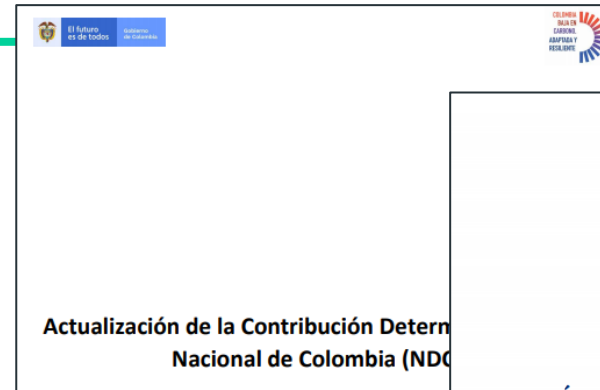 El futuro
es de todos
Gobierno
de Colombia
COLOMBIA
BAJA EN
CARBONO,
ADAPTADA Y
RESILIENTE
Actualización de la Contribución Determ
Nacional de Colombia (NDC